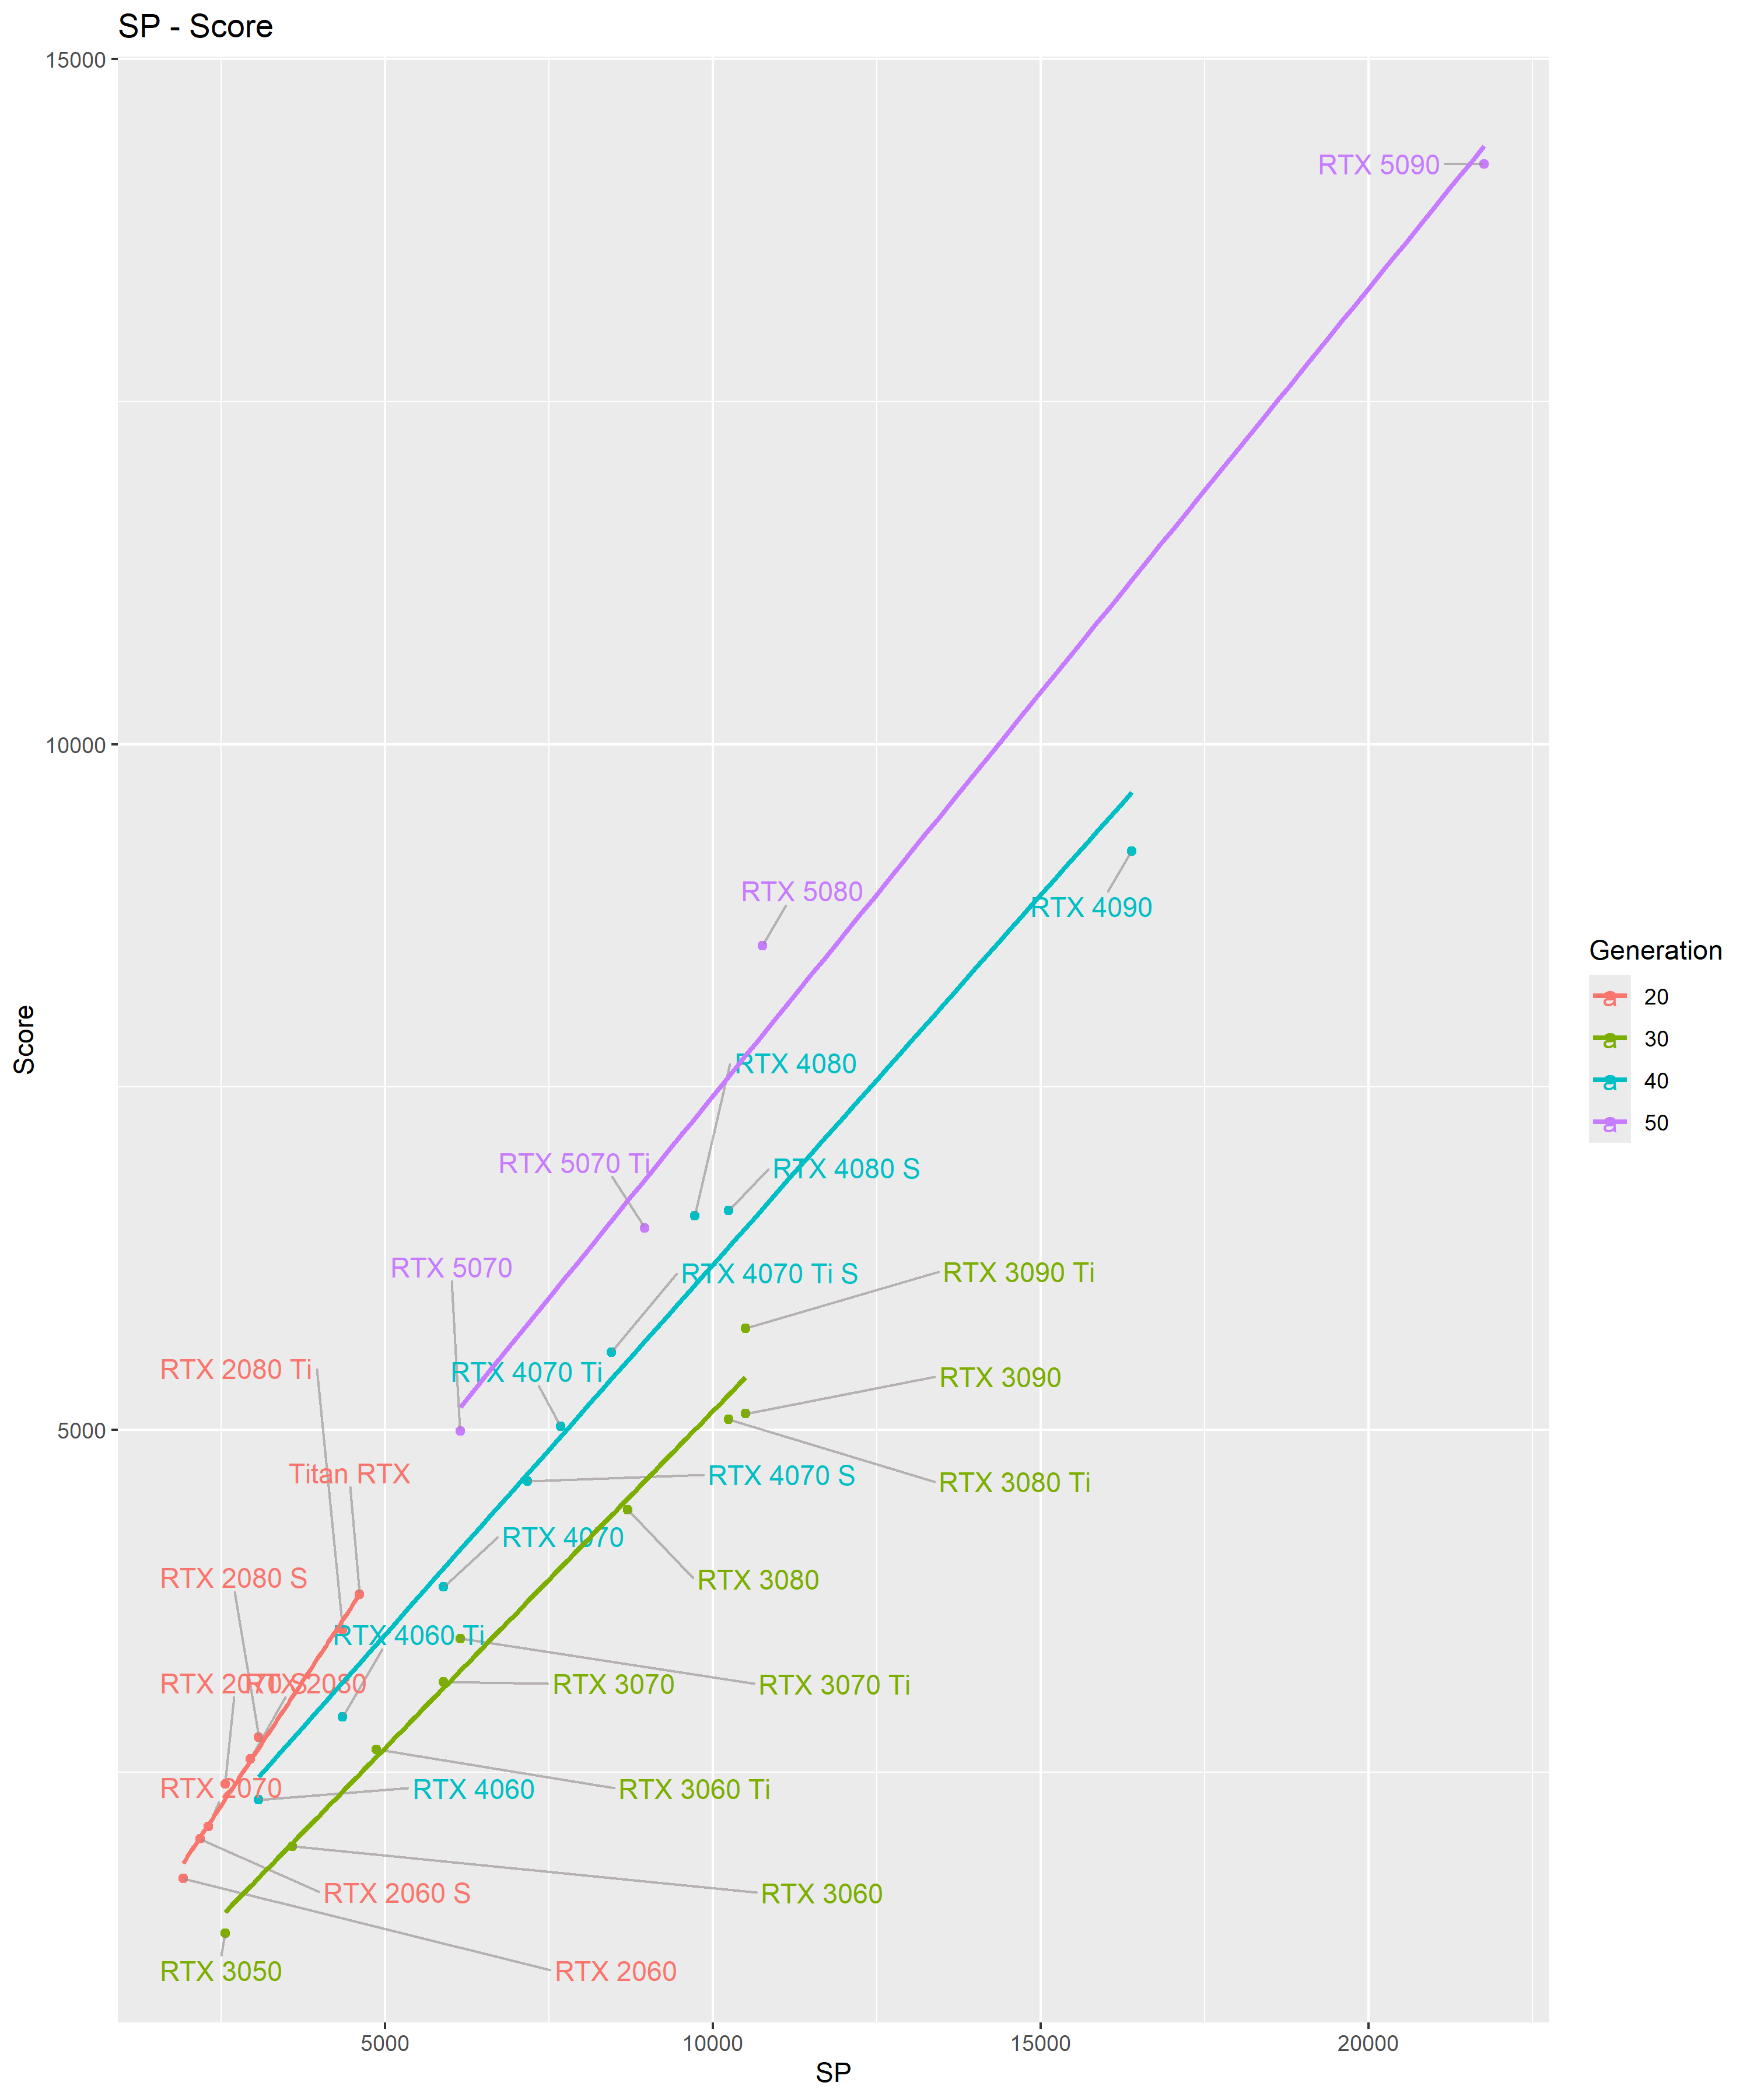 SP - Score
15000
RTX 5090
10000
RTX 5080
RTX 4090
Generation
a 20
a 30
a 40
a 50
Score
RTX 4080
RTX 5070 Ti
RTX 4080 S
RTX 5070
RTX 4070 Ti S
RTX 3090 Ti
RTX 2080 Ti
RTX 4070 Ti
RTX 3090
5000
Titan RTX
RTX 4070 S
RTX 3080 Ti
RTX 4070
RTX 2080 S
RTX 3080
RTX 4060 Ti
RTX 2070 S
RTX 2080
RTX 3070
RTX 3070 Ti
RTX 2070
RTX 4060
RTX 3060 Ti
RTX 2060 S
RTX 3060
RTX 3050
RTX 2060
5000
10000
15000
20000
SP